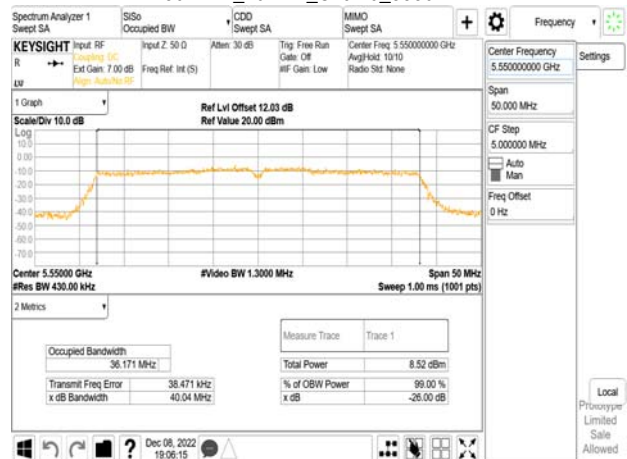 Spectrum Analyzer 1
Swept SA
SISo
Occupied BW
CDD
Swept SA
MIMO
Swept SA
+
Frequency
KEYSIGHT
R
LXI
Input: RF
Coupling: DC
Ext Gain: 7.00 dB
Align: Auto/No RF
Input Z: 50 Ω
Freq Ref: Int (S)
Atten: 30 dB
Trig: Free Run
Gate: Off
#IF Gain: Low
Center Freq: 5.550000000 GHz
Avg|Hold: 10/10
Radio Std: None
Center Frequency
5.550000000 GHz
Settings
Span
50.000 MHz
CF Step
5.000000 MHz
Auto
Man
Freq Offset
0 Hz
1 Graph
Scale/Div 10.0 dB
Ref Lvl Offset 12.03 dB
Ref Value 20.00 dBm
Log
10.0
0.00
-10.0
-20.0
-30.0
-40.0
-50.0
-60.0
-70.0
Center 5.55000 GHz
#Res BW 430.00 kHz
#Video BW 1.3000 MHz
Span 50 MHz
Sweep 1.00 ms (1001 pts)
2 Metrics
Measure Trace
Trace 1
Occupied Bandwidth
36.171 MHz
Total Power
8.52 dBm
Transmit Freq Error
38.471 kHz
% of OBW Power
99.00 %
x dB Bandwidth
40.04 MHz
x dB
-26.00 dB
Local
Prototype
Limited
Sale
Allowed
?
Dec 08, 2022
19:06:15